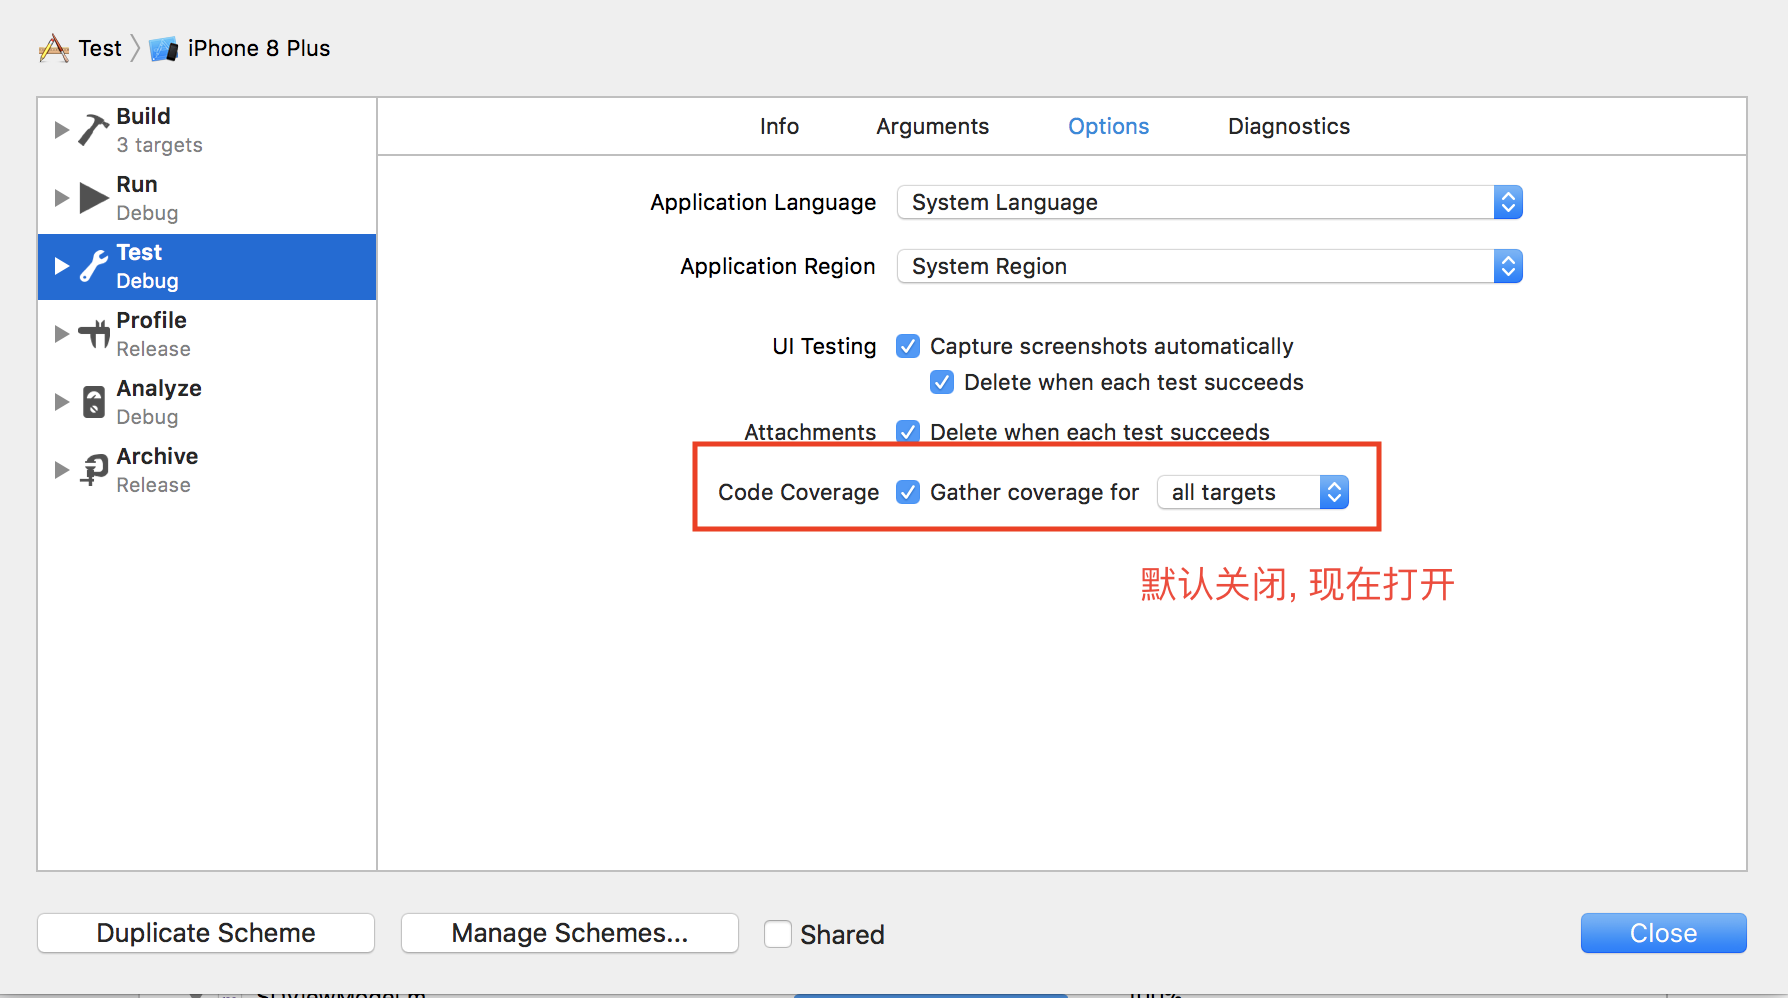 Test
iPhone 8 Plus
Build
3 targets
Run
Debug
Test
Debug
Profile
Release
Analyze
Debug
Archive
Release
Info Arguments Options Diagnostics
Application Language System Language
Application Region System Region
UI Testing Capture screenshots automatically
Delete when each test succeeds
Attachments Delete when each test succeeds
Code Coverage Gather coverage for all targets
默认关闭, 现在打开
Duplicate Scheme Manage Schemes... Shared Close
100%